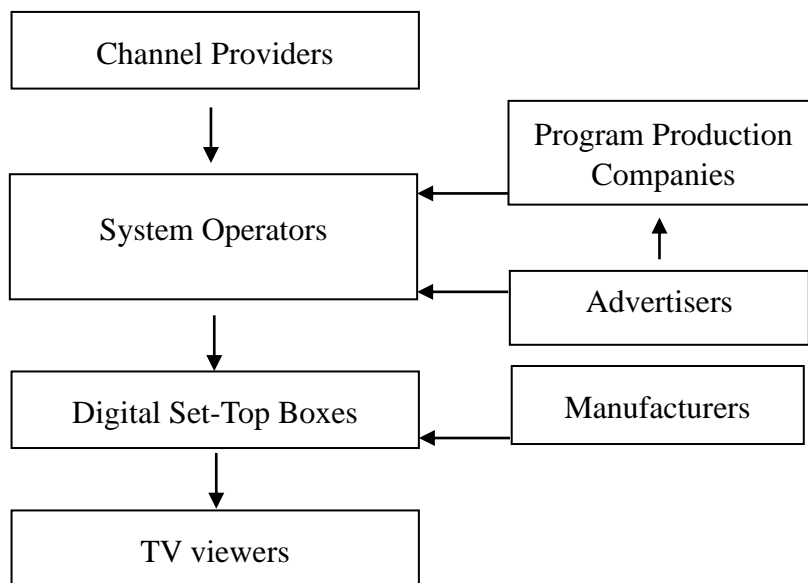 Channel Providers
Program Production
Companies
System Operators
Advertisers
Digital Set-Top Boxes
Manufacturers
TV viewers